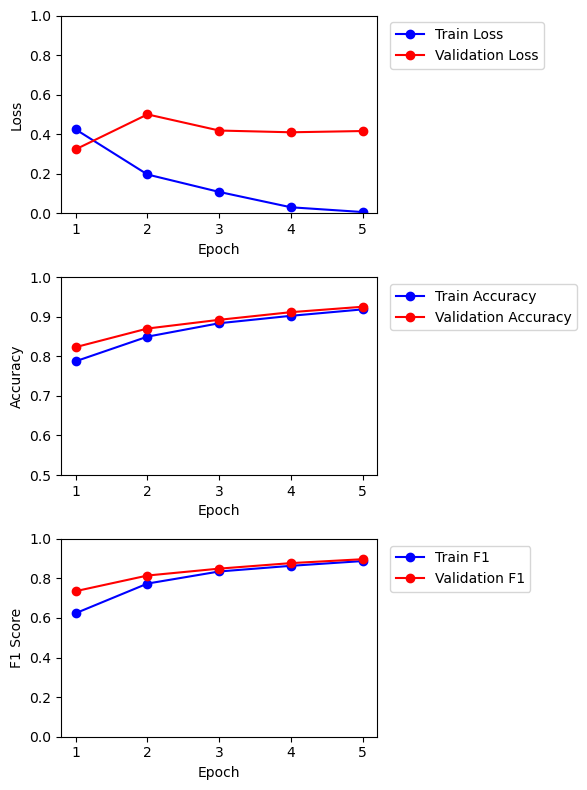 1.0
0.8
0.6
0.4
0.2
0.0
Loss
1 2 3 4 5
Epoch
Train Loss
Validation Loss
1.0
0.9
0.8
0.7
0.6
0.5
Accuracy
1 2 3 4 5
Epoch
Train Accuracy
Validation Accuracy
1.0
0.8
0.6
0.4
0.2
0.0
F1 Score
1 2 3 4 5
Epoch
Train F1
Validation F1